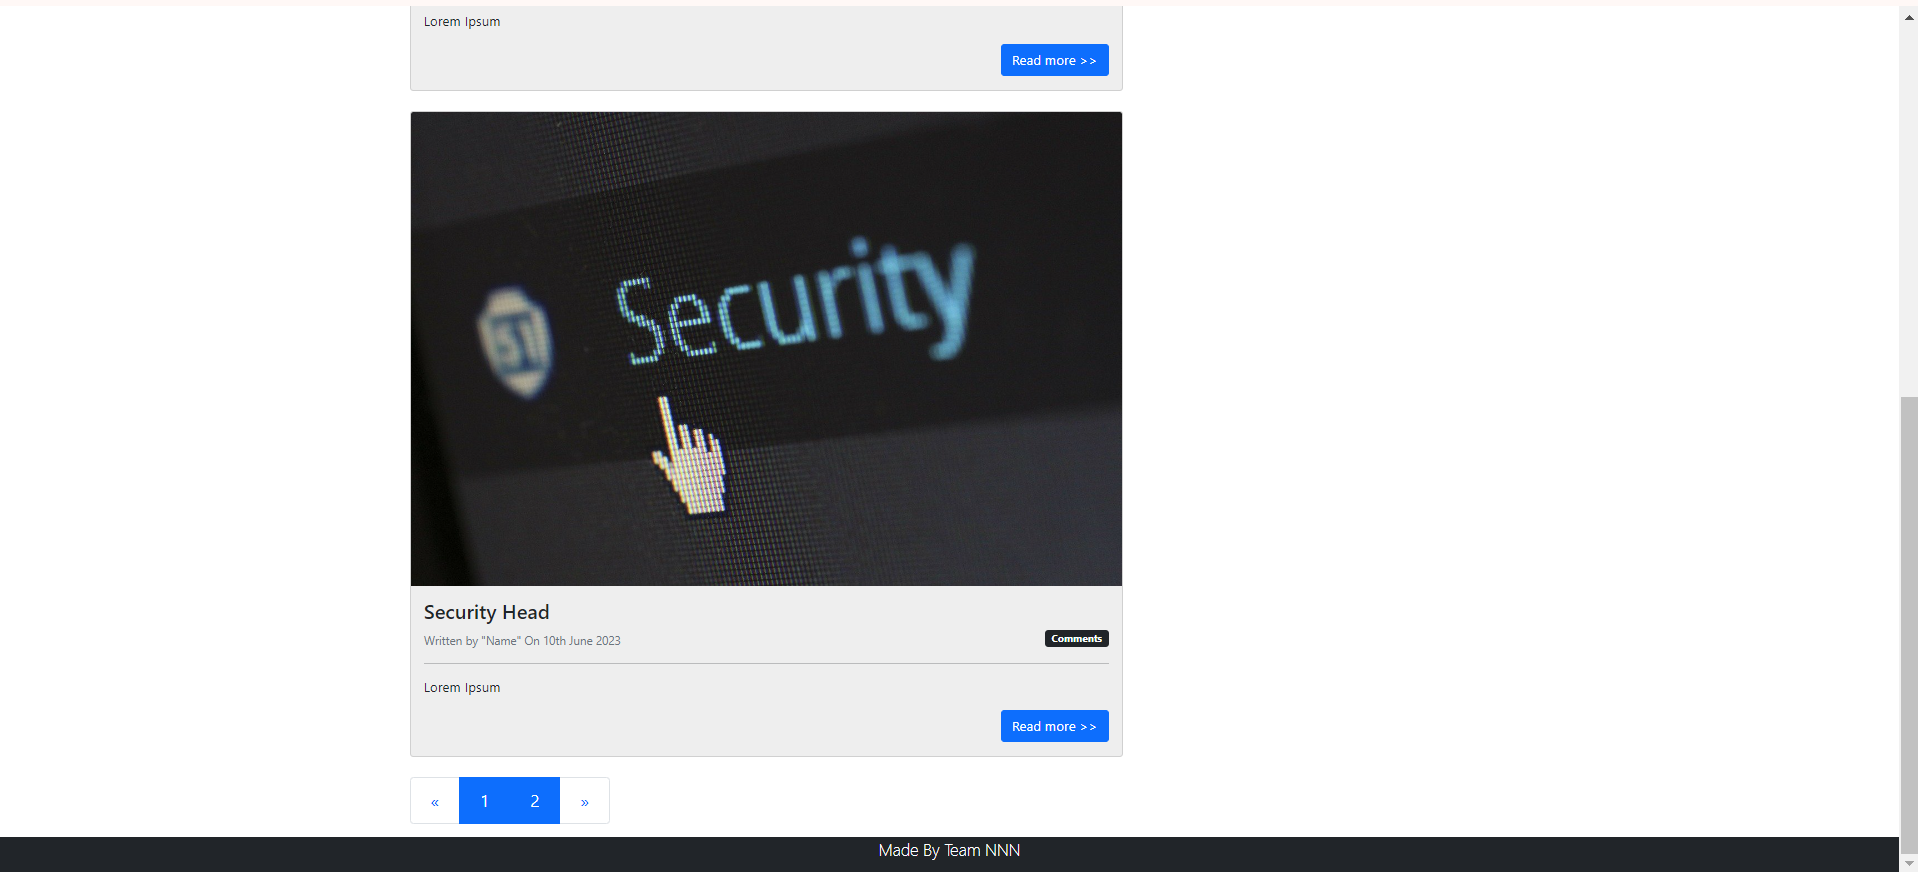 Lorem Ipsum
Read more >>
Security
Security Head
Written by "Name" On 10th June 2023
Comments
Lorem Ipsum
Read more >>
« 1 2 »
Made By Team NNN